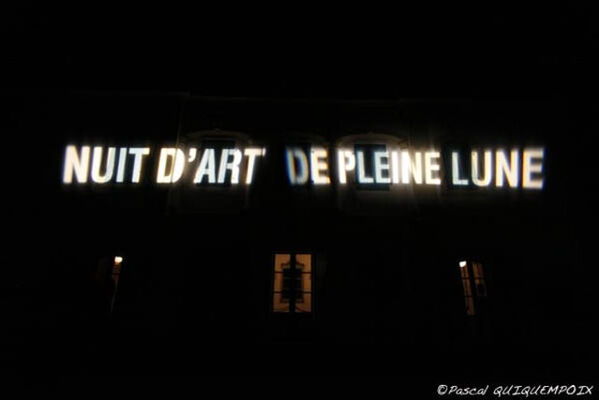 NUIT D'ART DE PLEINE LUNE
©Pascal QUIQUEMPOIX